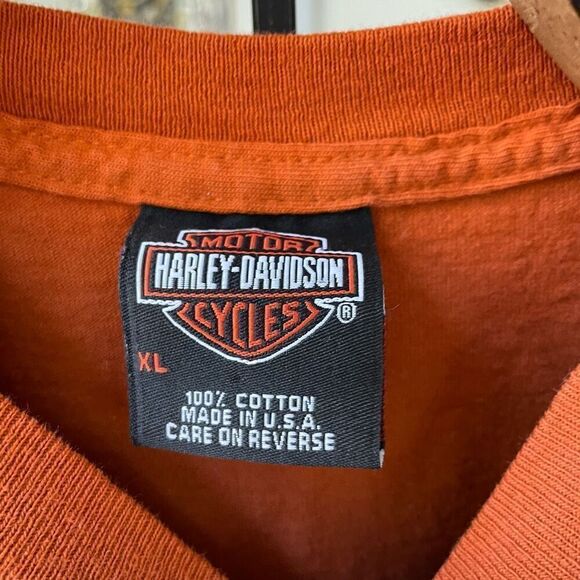 MOTOR
HARLEY-DAVIDSON
CYCLES ®
XL
100% COTTON
MADE IN U.S.A.
CARE ON REVERSE